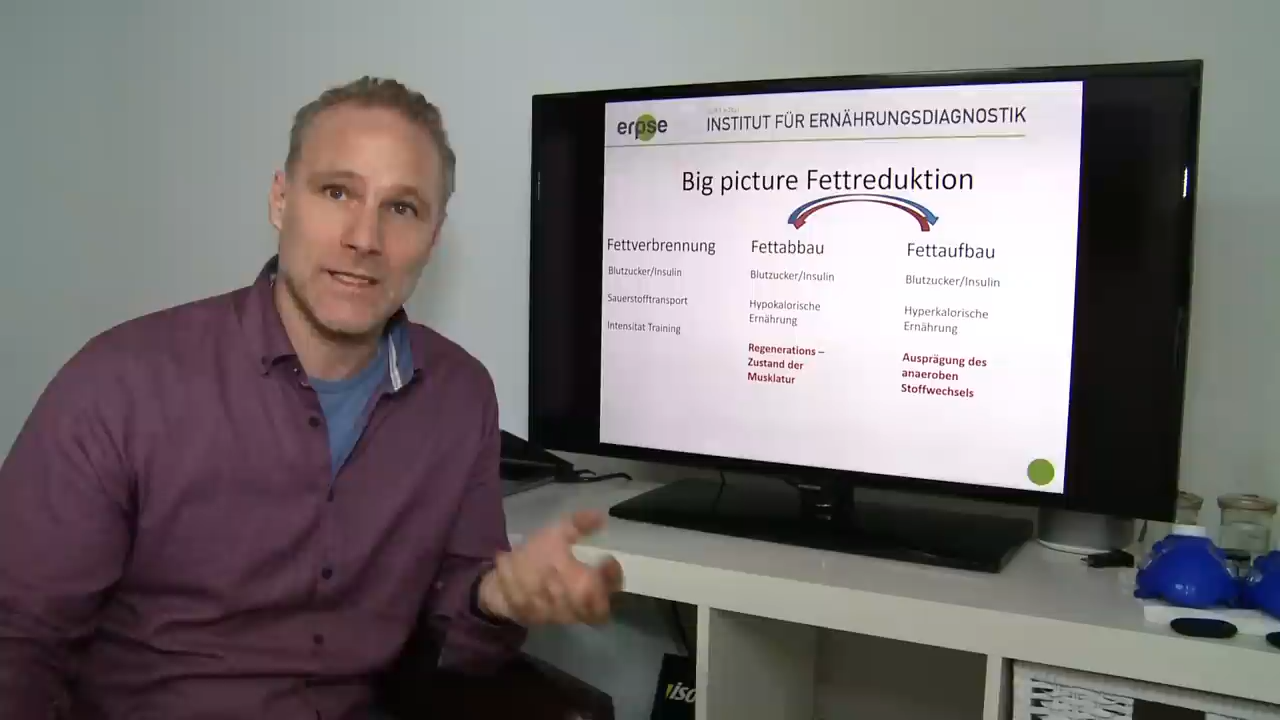 erpse
INSTITUT FÜR ERNÄHRUNGSDIAGNOSTIK
Big picture Fettreduktion
Fettverbrennung
Blutzucker/Insulin
Sauerstofftransport
Intensität Training
Fettabbau
Blutzucker/Insulin
Hypokalorische
Ernährung
Regenerations –
Zustand der
Musklatur
Fettaufbau
Blutzucker/Insulin
Hyperkalorische
Ernährung
Ausprägung des
anaeroben
Stoffwechsels